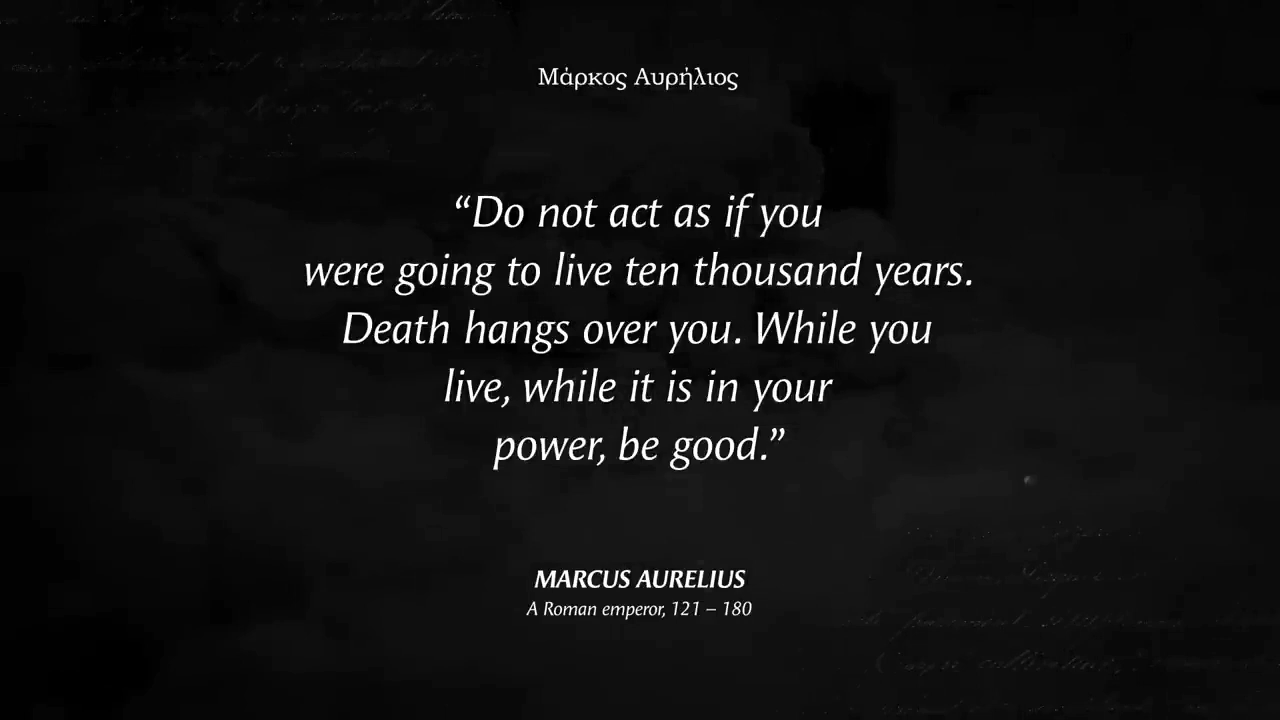 Μάρκος Αυρήλιος
“Do not act as if you
were going to live ten thousand years.
Death hangs over you. While you
live, while it is in your
power, be good.”
MARCUS AURELIUS
A Roman emperor, 121 – 180